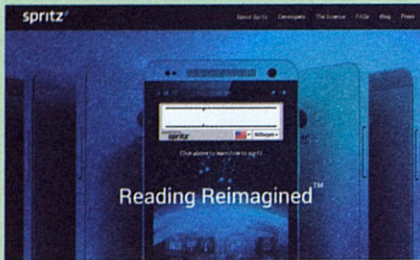 spritz
About Spritz Developers The Science FAQs Blog Press
spritz
Click above to learn how to spritz
Reading Reimagined™